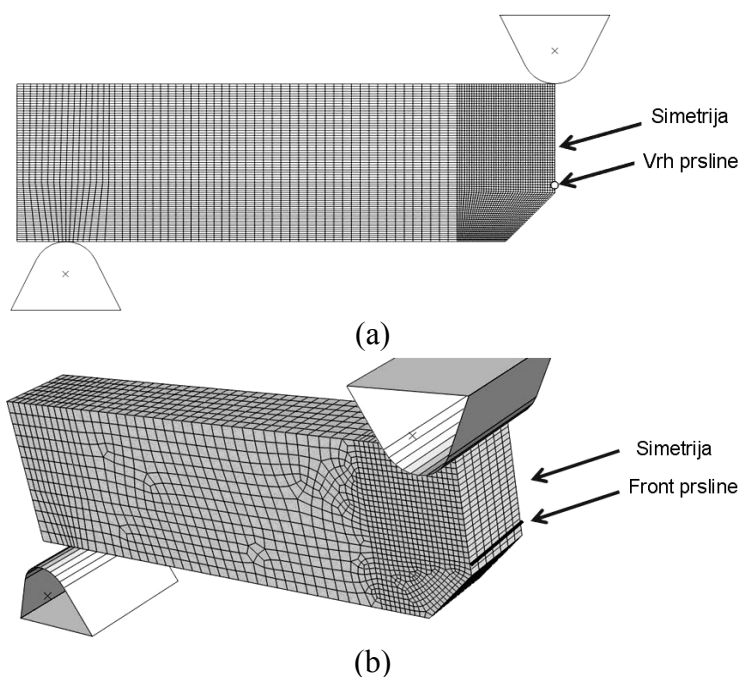 Simetrija
Vrh prsline
(a)
Simetrija
Front prsline
(b)